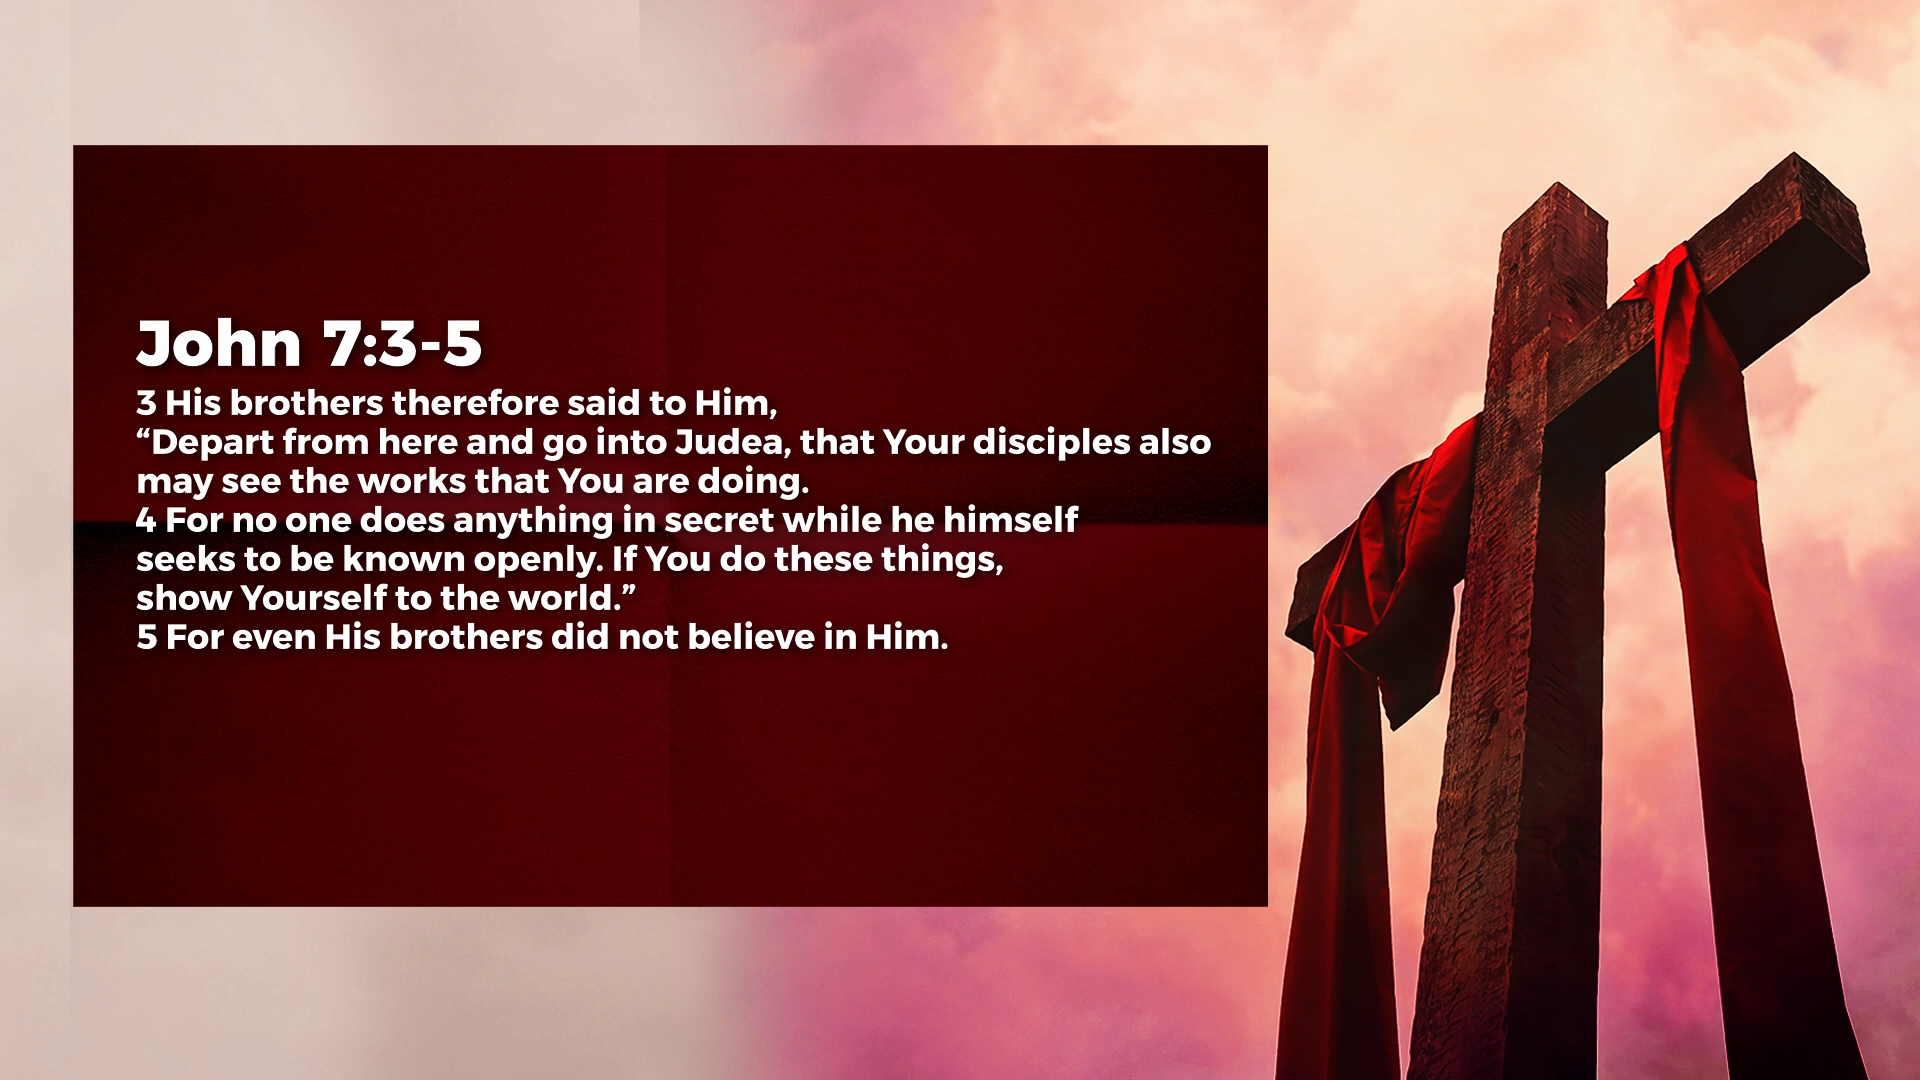 John 7:3-5
3 His brothers therefore said to Him,
“Depart from here and go into Judea, that Your disciples also
may see the works that You are doing.
4 For no one does anything in secret while he himself
seeks to be known openly. If You do these things,
show Yourself to the world.”
5 For even His brothers did not believe in Him.